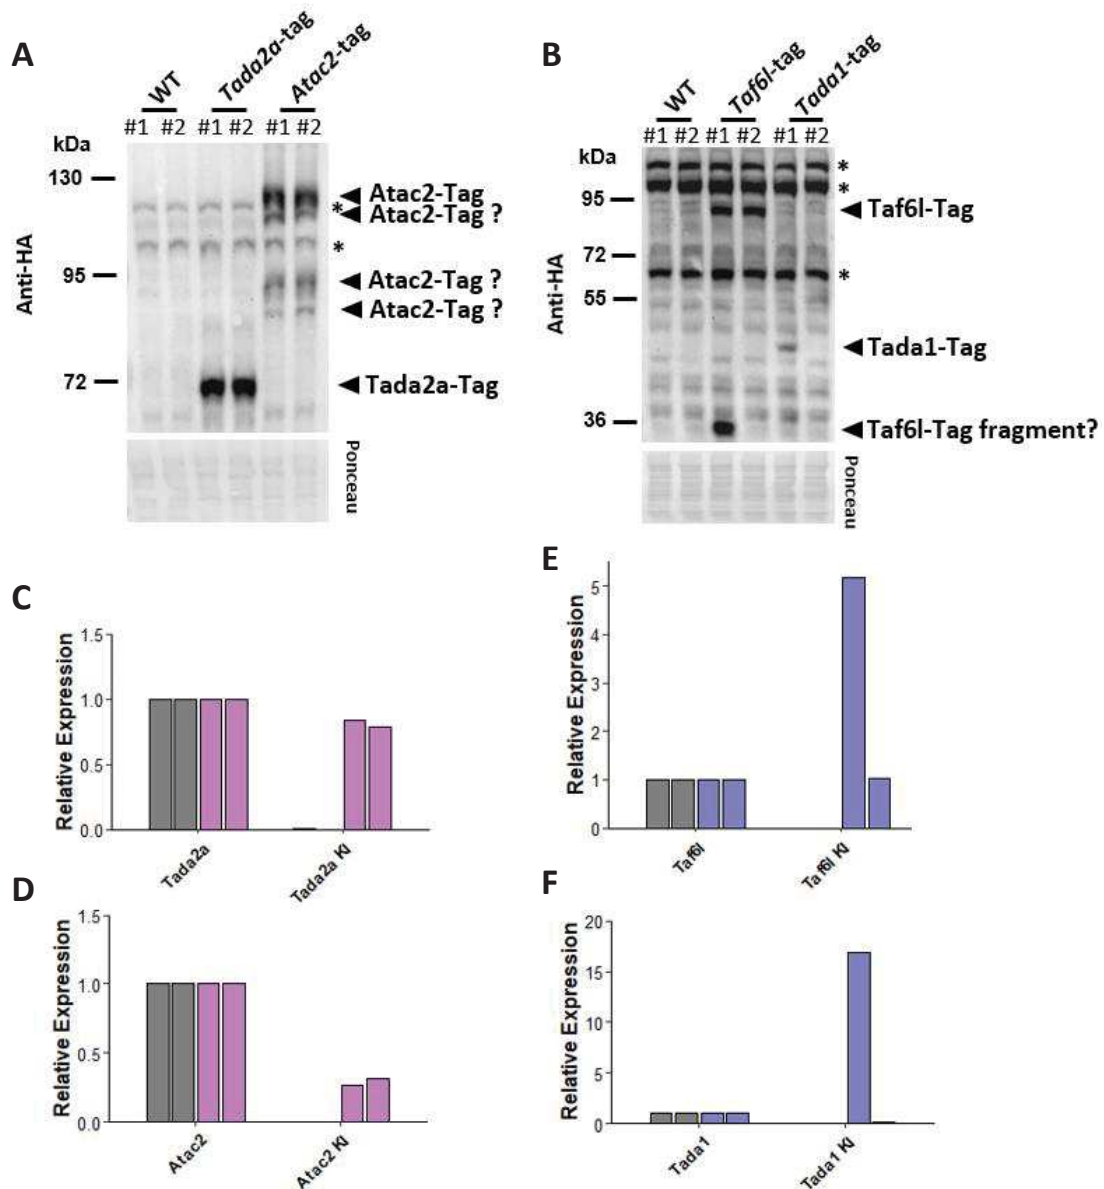 A
WT
Tada2a-tag
Atac2-tag
#1 #2 #1 #2 #1 #2
kDa
130
95
72
Anti-HA
Atac2-Tag
*
Atac2-Tag ?
*
Atac2-Tag ?
Atac2-Tag ?
Tada2a-Tag
Ponceau
B
WT
Taf6l-tag
Tada1-tag
#1 #2 #1 #2 #1 #2
kDa
95
72
55
36
Anti-HA
*
*
Taf6l-Tag
*
Tada1-Tag
Taf6l-Tag fragment?
Ponceau
C
Relative Expression
1.5
1.0
0.5
0.0
Tada2a
Tada2a KI
D
Relative Expression
1.5
1.0
0.5
0.0
Atac2
Atac2 KI
E
Relative Expression
5
4
3
2
1
0
Taf6l
Taf6l KI
F
Relative Expression
20
15
10
5
0
Tada1
Tada1 KI